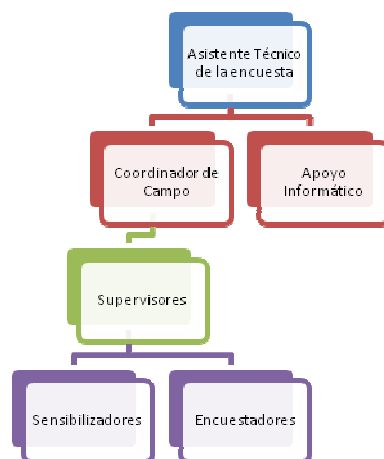 Asistente Técnico
de la encuesta
Coordinador de
Campo
Apoyo
Informático
Supervisores
Sensibilizadores
Encuestadores